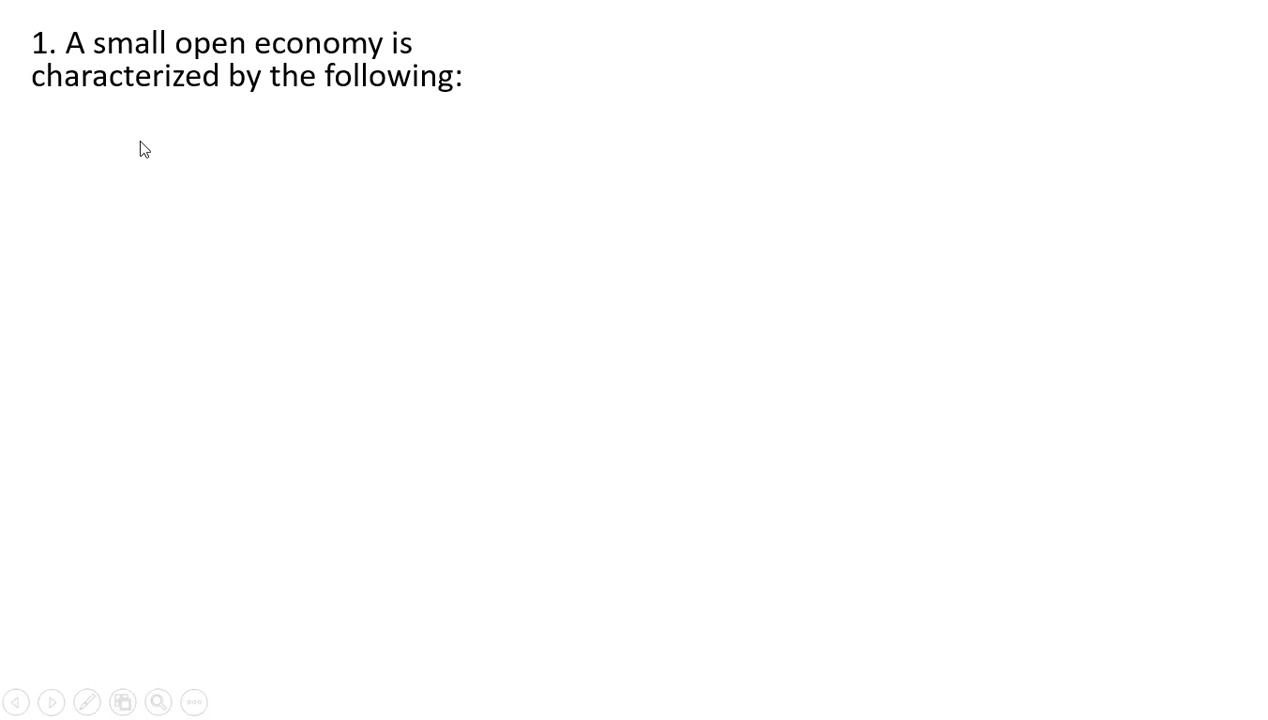 1. A small open economy is
characterized by the following: